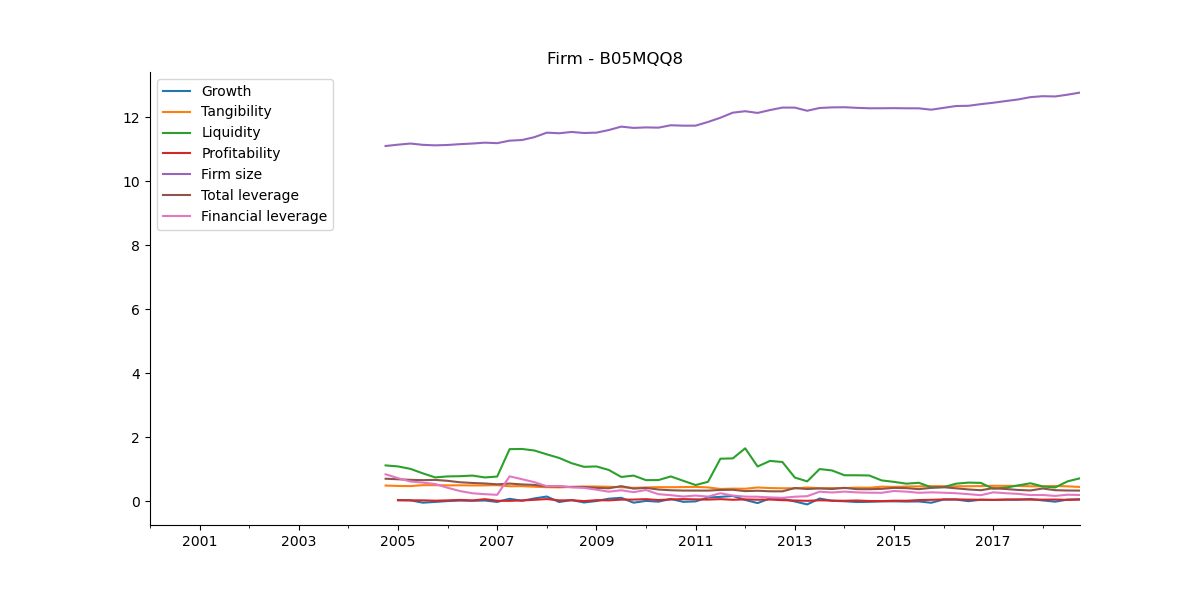 Firm - B05MQQ8
Growth
Tangibility
Liquidity
Profitability
Firm size
Total leverage
Financial leverage
12
10
8
6
4
2
0
2001 2003 2005 2007 2009 2011 2013 2015 2017